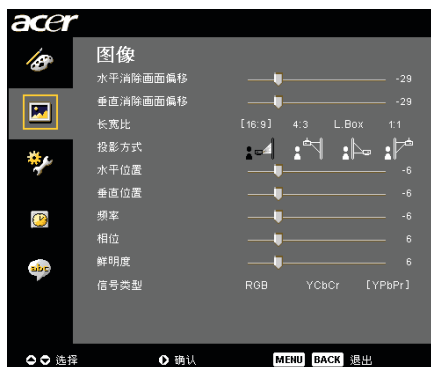 acer
图像
水平消除画面偏移 -29
垂直消除画面偏移 -29
长宽比 [16:9] 4:3 L.Box 1:1
投影方式
水平位置 -6
垂直位置 -6
频率 -6
相位 6
鲜明度 6
信号类型 RGB YCbCr [YPbPr]
abc
选择 确认 MENU BACK 退出